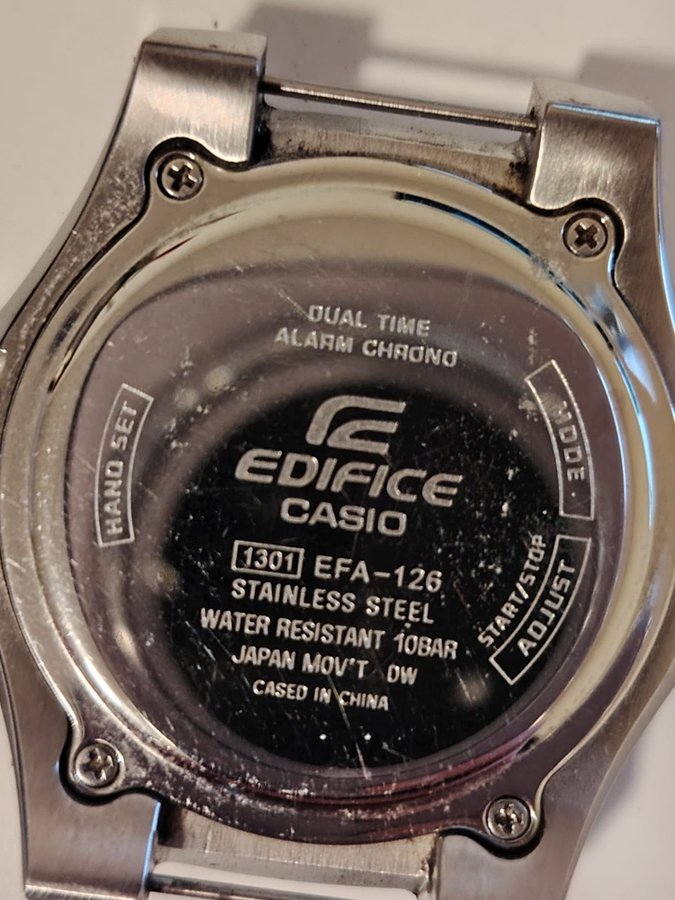 DUAL TIME
ALARM CHRONO
HAND SET
MODE
EDIFICE
CASIO
1301 EFA-126
STAINLESS STEEL
WATER RESISTANT 10BAR
JAPAN MOV'T DW
CASED IN CHINA
START/STOP
ADJUST